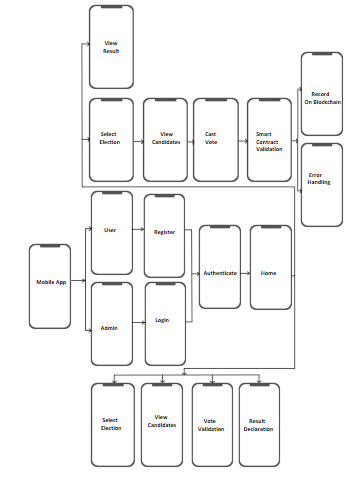 View
Result
Select
Election
View
Candidates
Cast
Vote
Smart
Contract
Validation
Record
On Blockchain
Error
Handling
User
Register
Mobile App
Authenticate
Home
Admin
Login
Select
Election
View
Candidates
Vote
Validation
Result
Declaration